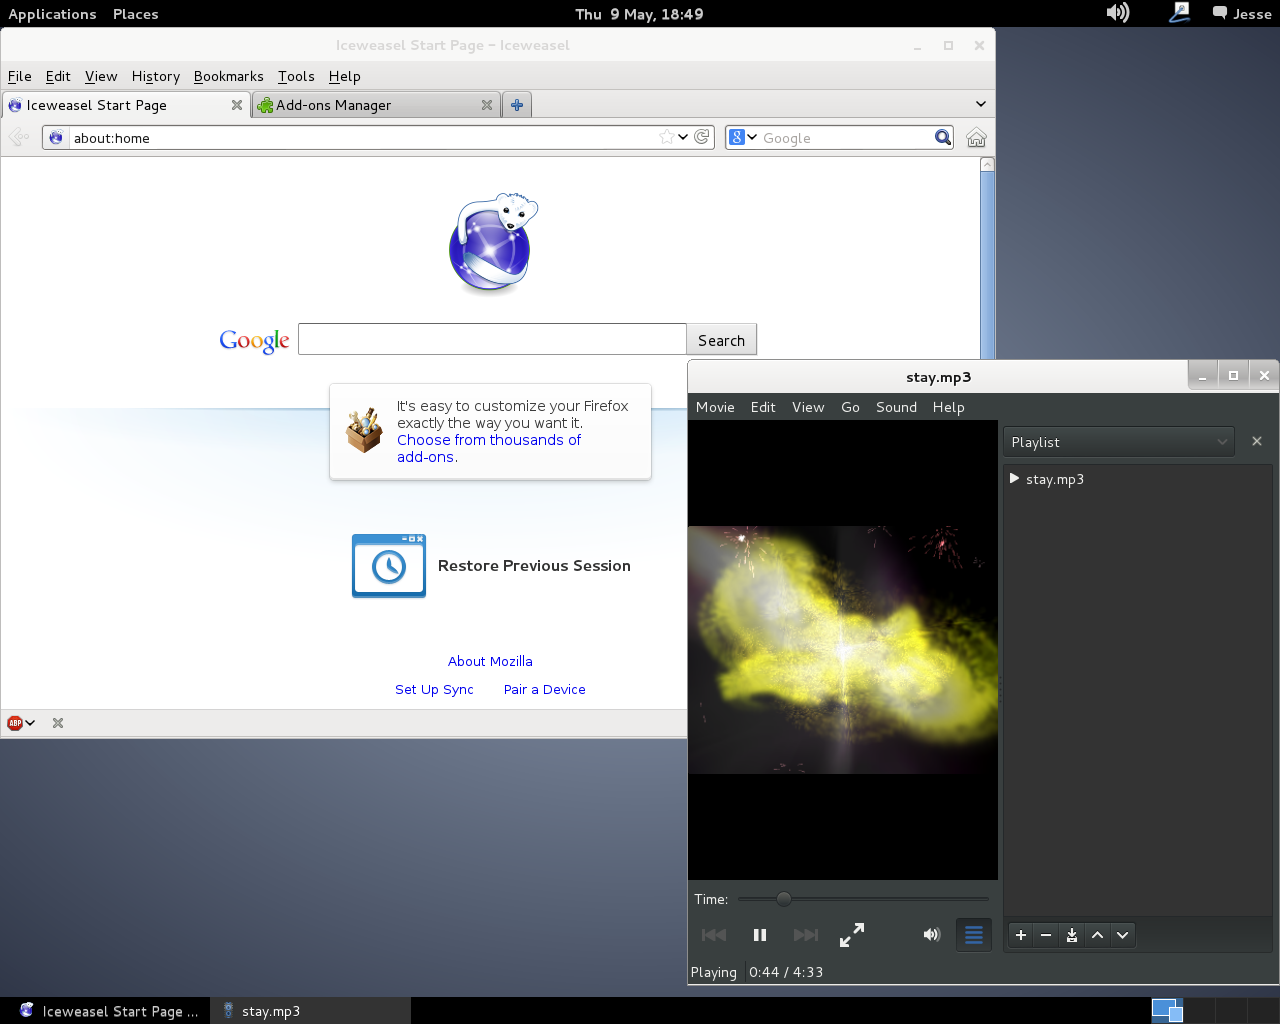 Applications Places Thu 9 May, 18:49 Jesse
Iceweasel Start Page - Iceweasel
File Edit View History Bookmarks Tools Help
Iceweasel Start Page Add-ons Manager
about:home 8 Google
Google Search
It's easy to customize your Firefox
exactly the way you want it.
Choose from thousands of
add-ons.
Restore Previous Session
About Mozilla
Set Up Sync Pair a Device
ABP
stay.mp3
Movie Edit View Go Sound Help
Playlist
stay.mp3
Time:
Playing 0:44 / 4:33
Iceweasel Start Page ... stay.mp3